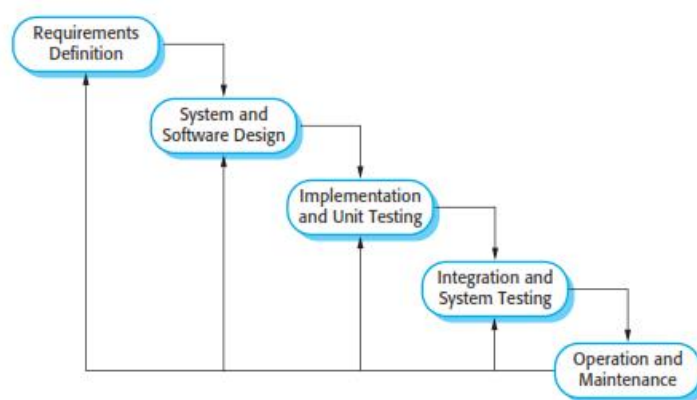 Requirements
Definition
System and
Software Design
Implementation
and Unit Testing
Integration and
System Testing
Operation and
Maintenance